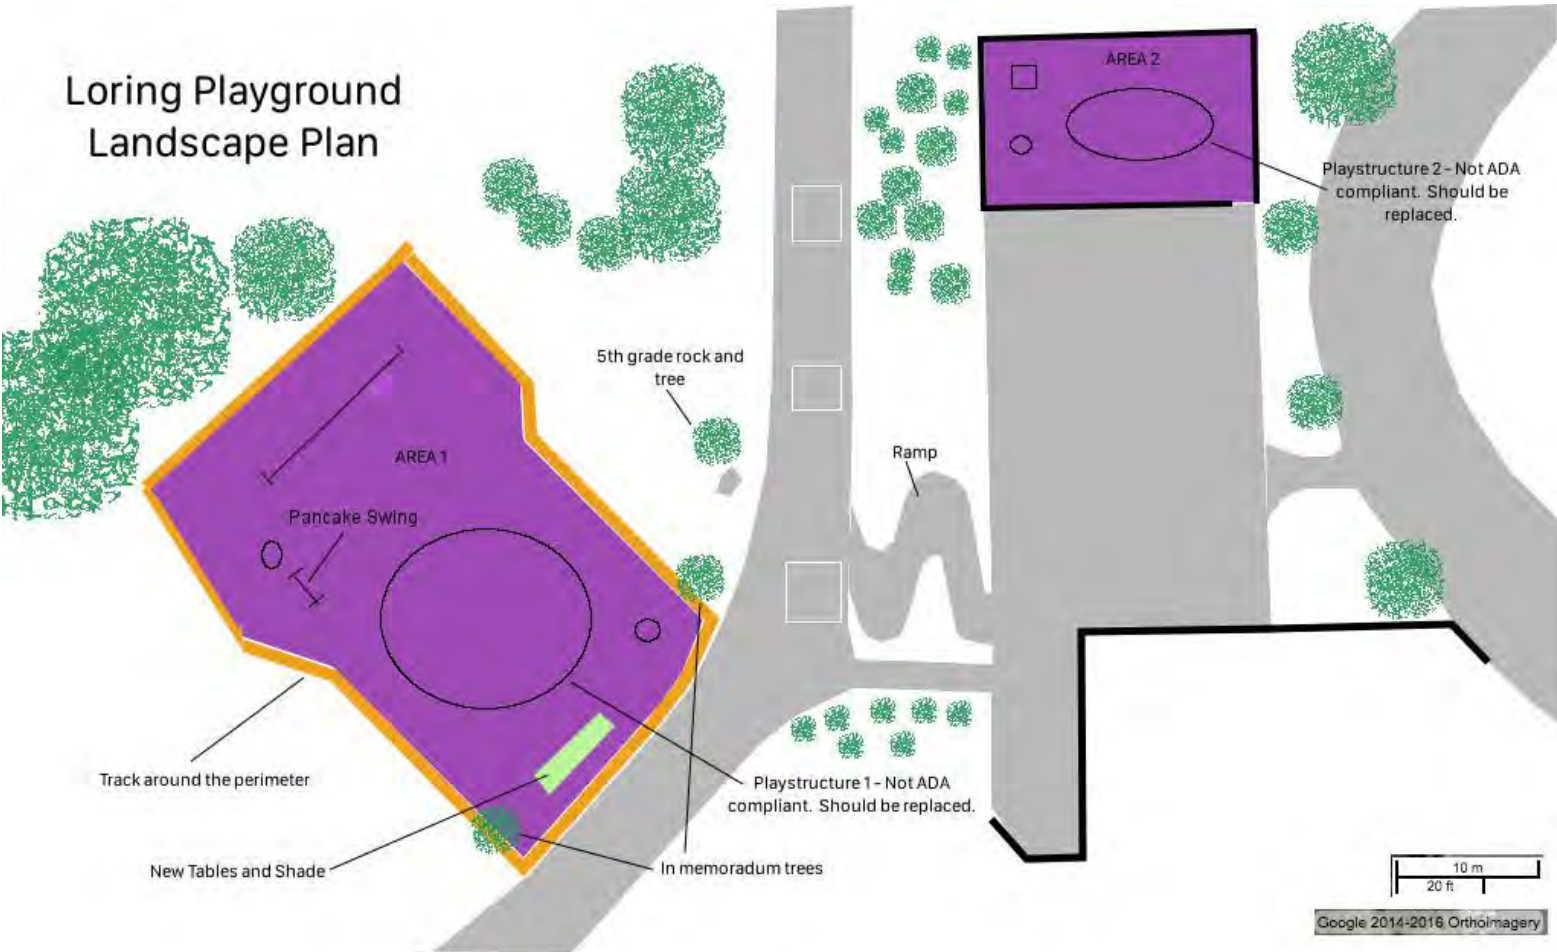 Loring Playground
Landscape Plan
AREA 2
Playstructure 2 - Not ADA
compliant. Should be
replaced.
5th grade rock and
tree
AREA 1
Ramp
Pancake Swing
Track around the perimeter
Playstructure 1 - Not ADA
compliant. Should be replaced.
New Tables and Shade
In memoradum trees
10 m
20 ft
Google 2014-2016 Orthoimagery